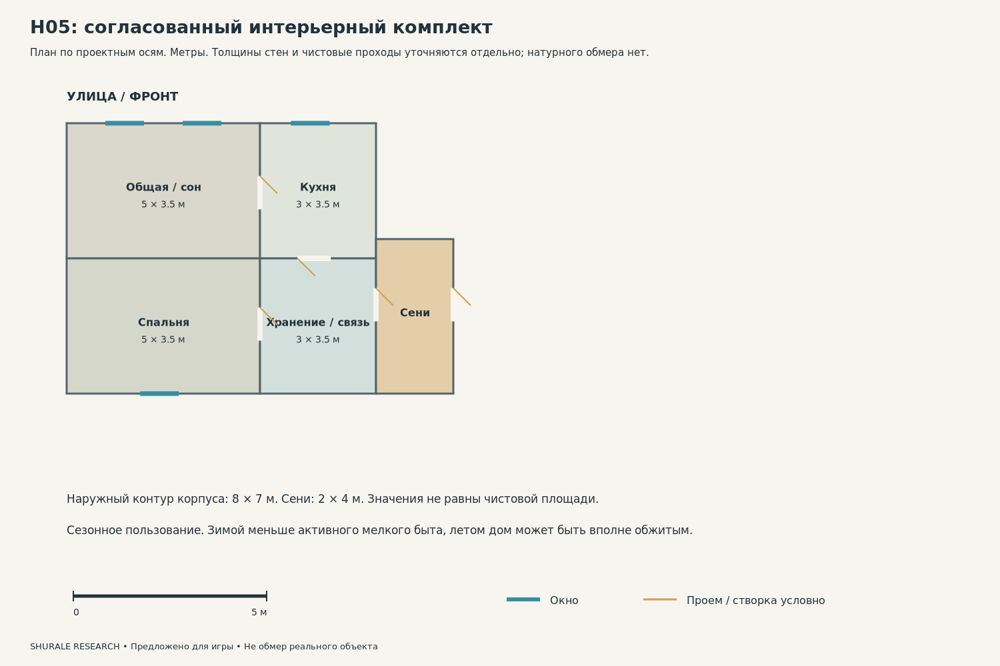 H05: согласованный интерьерный комплект
План по проектным осям. Метры. Толщины стен и чистовые проходы уточняются отдельно; натурного обмера нет.
УЛИЦА / ФРОНТ
Общая / сон
5 × 3.5 м
Кухня
3 × 3.5 м
Сени
Спальня
5 × 3.5 м
Хранение / связь
3 × 3.5 м
Наружный контур корпуса: 8 × 7 м. Сени: 2 × 4 м. Значения не равны чистовой площади.
Сезонное пользование. Зимой меньше активного мелкого быта, летом дом может быть вполне обжитым.
0
5 м
Окно
Проем / створка условно
SHURALE RESEARCH • Предложено для игры • Не обмер реального объекта